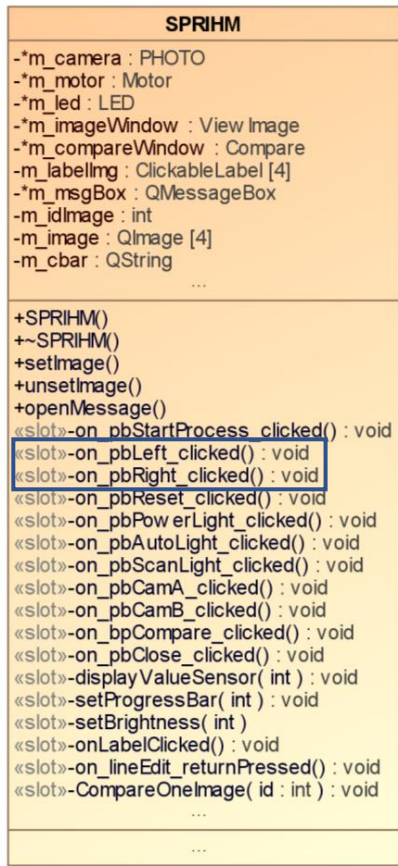 SPRIHM
-*m_camera : PHOTO
-*m_motor : Motor
-*m_led : LED
-*m_imageWindow : View Image
-*m_compareWindow : Compare
-m_labelImg : ClickableLabel [4]
-*m_msgBox : QMessageBox
-m_idImage : int
-m_image : QImage [4]
-m_cbar : QString
...
+SPRIHM()
+~SPRIHM()
+setImage()
+unsetImage()
+openMessage()
«slot»-on_pbStartProcess_clicked() : void
«slot»-on_pbLeft_clicked() : void
«slot»-on_pbRight_clicked() : void
«slot»-on_pbReset_clicked() : void
«slot»-on_pbPowerLight_clicked() : void
«slot»-on_pbAutoLight_clicked() : void
«slot»-on_pbScanLight_clicked() : void
«slot»-on_pbCamA_clicked() : void
«slot»-on_pbCamB_clicked() : void
«slot»-on_bpCompare_clicked() : void
«slot»-on_pbClose_clicked() : void
«slot»-displayValueSensor( int ) : void
«slot»-setProgressBar( int ) : void
«slot»-setBrightness( int )
«slot»-onLabelClicked() : void
«slot»-on_lineEdit_returnPressed() : void
«slot»-CompareOneImage( id : int ) : void
...
...